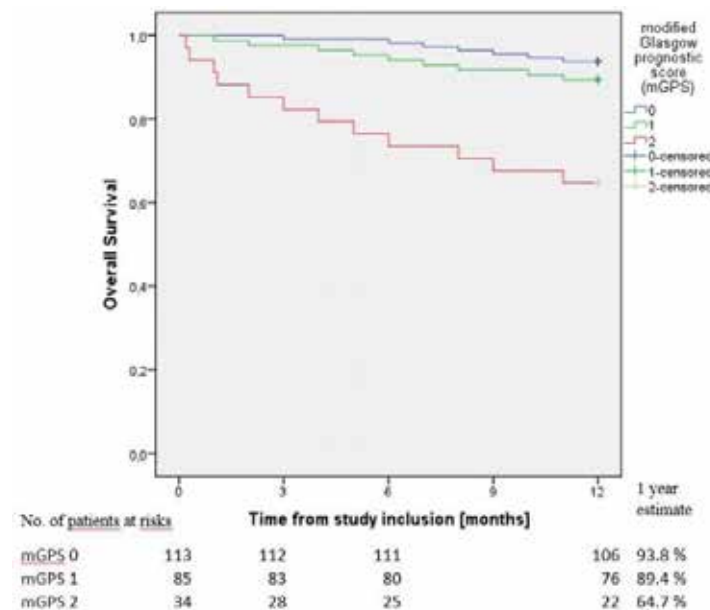 modified
Glasgow
prognostic
score
(mGPS)
0
1
2
0-censored
1-censored
2-censored
Overall Survival
1,0
0,8
0,6
0,4
0,2
0,0
0 3 6 9 12
Time from study inclusion [months]
1 year
estimate
No. of patients at risks
mGPS 0 113 112 111 106 93.8 %
mGPS 1 85 83 80 76 89.4 %
mGPS 2 34 28 25 22 64.7 %